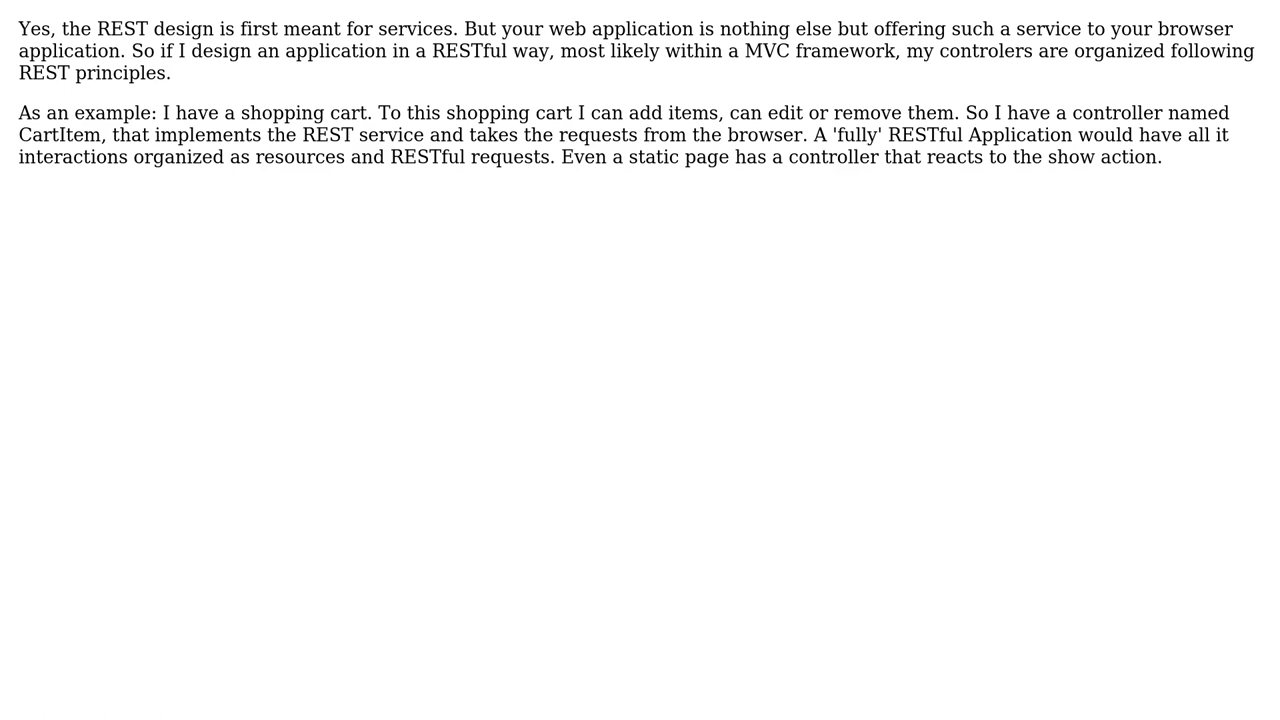 Yes, the REST design is first meant for services. But your web application is nothing else but offering such a service to your browser
application. So if I design an application in a RESTful way, most likely within a MVC framework, my controlers are organized following
REST principles.
As an example: I have a shopping cart. To this shopping cart I can add items, can edit or remove them. So I have a controller named
CartItem, that implements the REST service and takes the requests from the browser. A 'fully' RESTful Application would have all it
interactions organized as resources and RESTful requests. Even a static page has a controller that reacts to the show action.